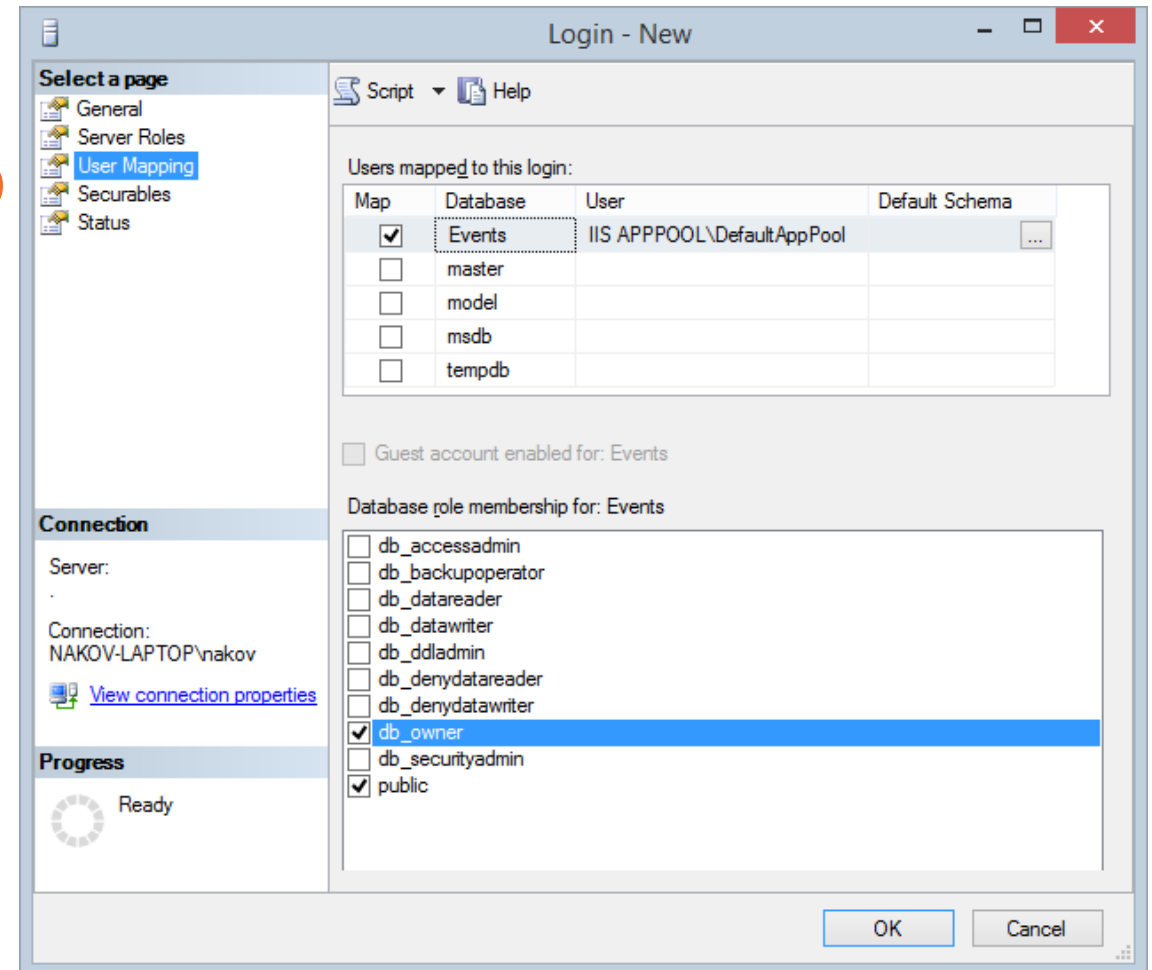 Login - New
Select a page
General
Server Roles
User Mapping
Securables
Status
Script
Help
Users mapped to this login:
Map Database User Default Schema
Events IIS APPPOOL\DefaultAppPool ...
master
model
msdb
tempdb
Guest account enabled for: Events
Database role membership for: Events
db_accessadmin
db_backupoperator
db_datareader
db_datawriter
db_ddladmin
db_denydatareader
db_denydatawriter
db_owner
db_securityadmin
public
Connection
Server:
.
Connection:
NAKOV-LAPTOP\nakov
View connection properties
Progress
Ready
OK
Cancel